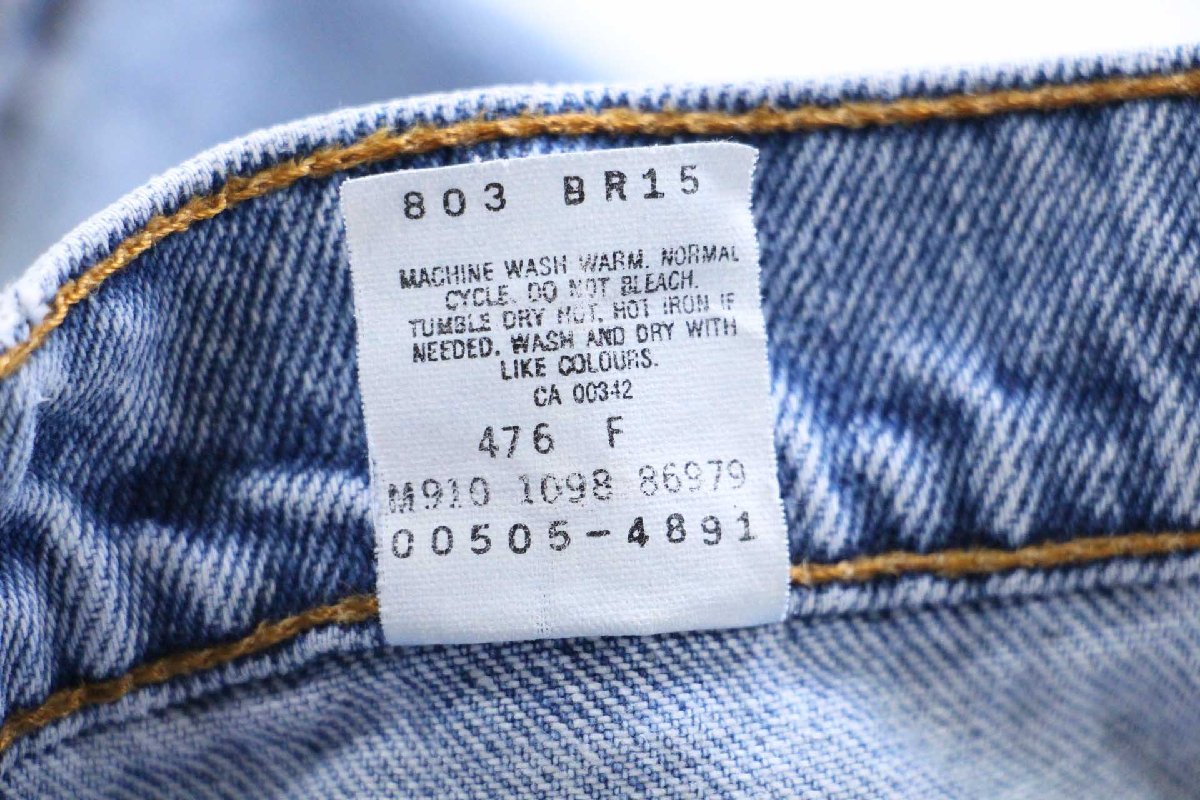 803 BR15
MACHINE WASH WARM, NORMAL
CYCLE. DO NOT BLEACH.
TUMBLE DRY HOT. HOT IRON IF
NEEDED. WASH AND DRY WITH
LIKE COLOURS.
CA 00342
476 F
M910 1098 86979
00505-4891